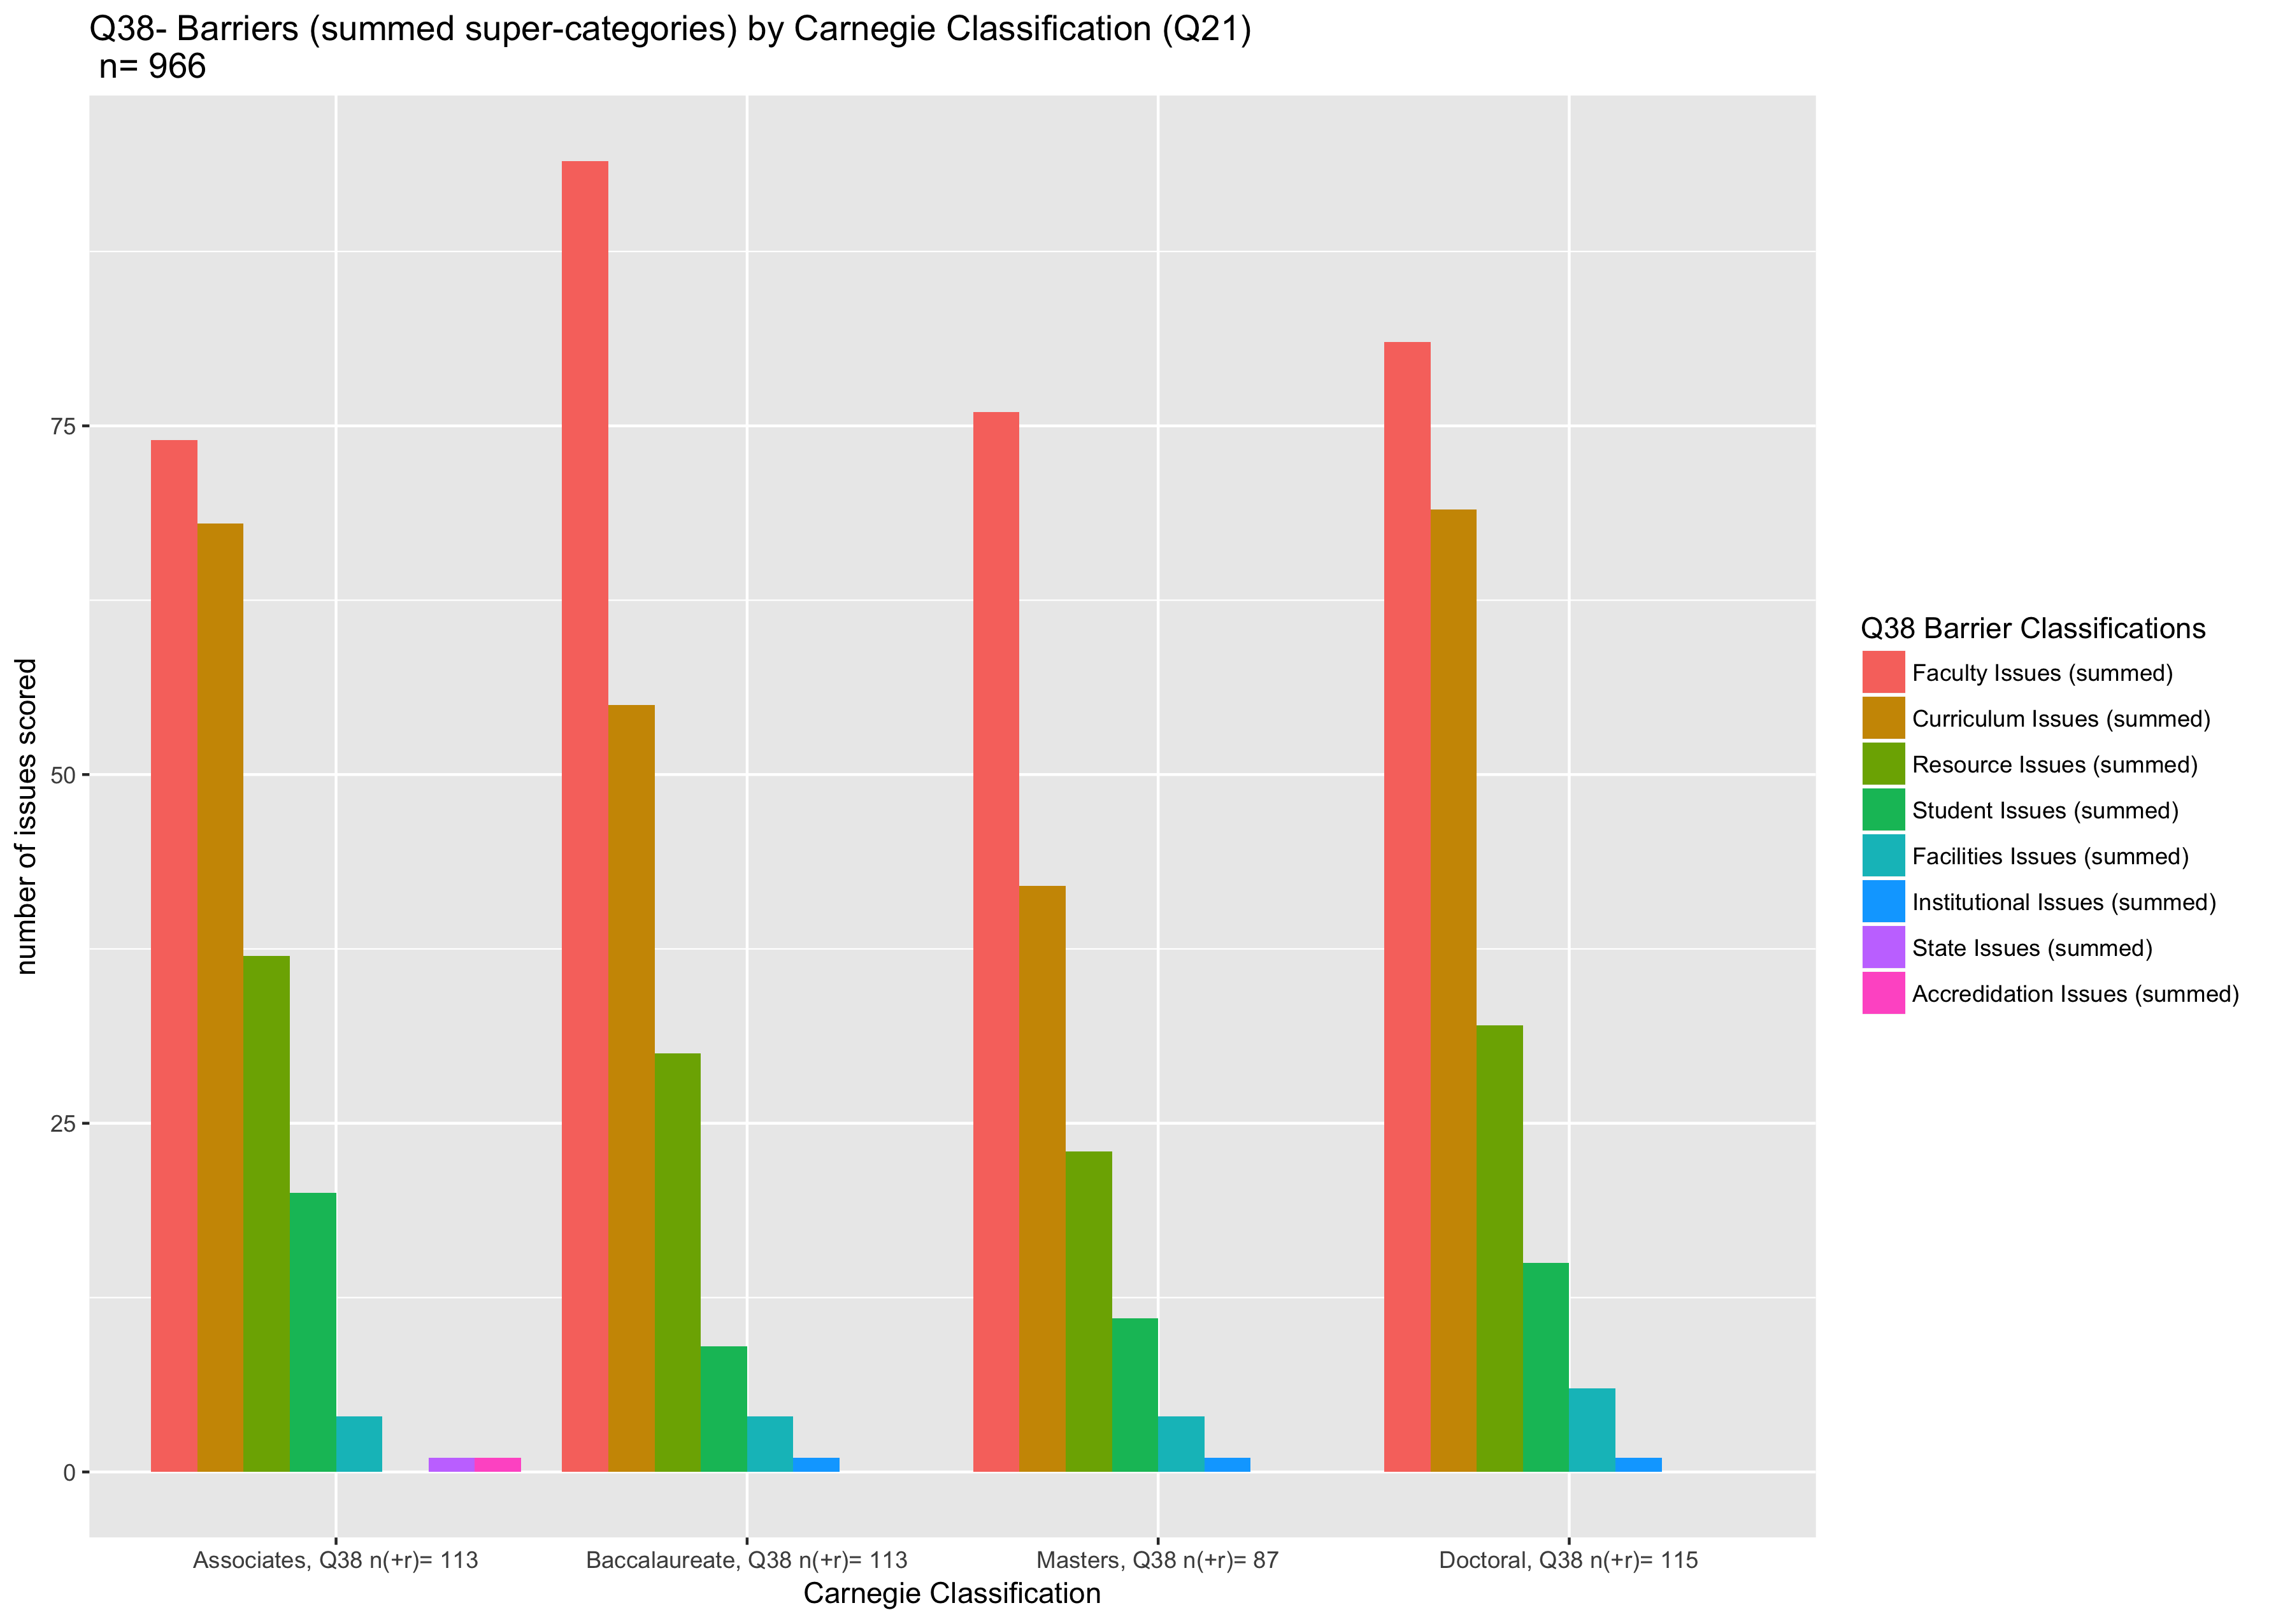 Q38- Barriers (summed super-categories) by Carnegie Classification (Q21)
n= 966
number of issues scored
75
50
25
0
Associates, Q38 n(+r)= 113
Baccalaureate, Q38 n(+r)= 113
Masters, Q38 n(+r)= 87
Doctoral, Q38 n(+r)= 115
Carnegie Classification
Q38 Barrier Classifications
Faculty Issues (summed)
Curriculum Issues (summed)
Resource Issues (summed)
Student Issues (summed)
Facilities Issues (summed)
Institutional Issues (summed)
State Issues (summed)
Accredidation Issues (summed)